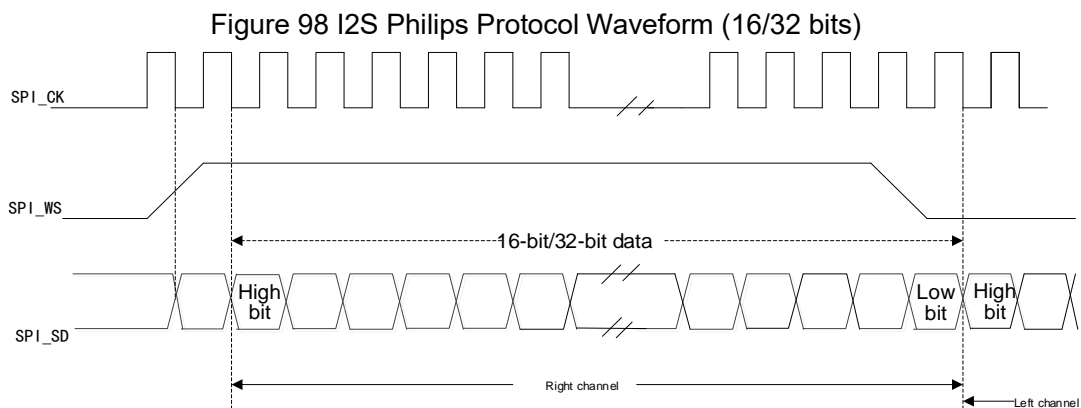 Figure 98 I2S Philips Protocol Waveform (16/32 bits)
SPI_CK
SPI_WS
16-bit/32-bit data
High
bit
Low
bit
High
bit
SPI_SD
Right channel
Left channel